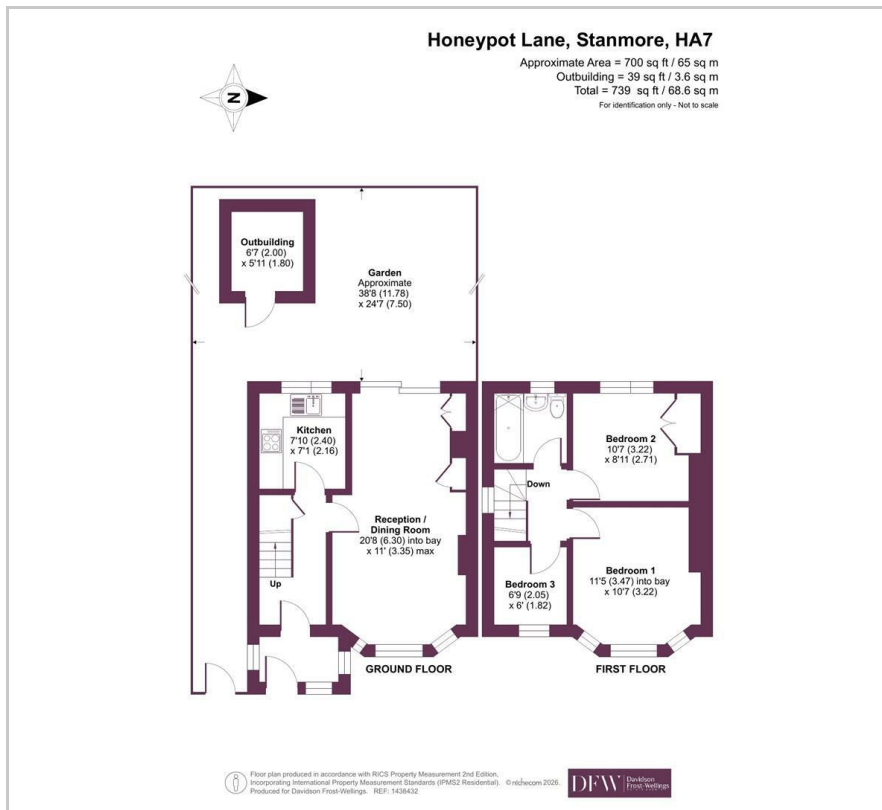 Honeypot Lane, Stanmore, HA7
Approximate Area = 700 sq ft / 65 sq m
Outbuilding = 39 sq ft / 3.6 sq m
Total = 739 sq ft / 68.6 sq m
For identification only - Not to scale
N
Outbuilding
6'7 (2.00)
x 5'11 (1.80)
Garden
Approximate
38'8 (11.78)
x 24'7 (7.50)
Kitchen
7'10 (2.40)
x 7'1 (2.16)
Reception /
Dining Room
20'8 (6.30) into bay
x 11' (3.35) max
Up
GROUND FLOOR
Bedroom 2
10'7 (3.22)
x 8'11 (2.71)
Down
Bedroom 1
11'5 (3.47) into bay
x 10'7 (3.22)
Bedroom 3
6'9 (2.05)
x 6' (1.82)
FIRST FLOOR
Floor plan produced in accordance with RICS Property Measurement 2nd Edition,
Incorporating International Property Measurement Standards (IPMS2 Residential). © nichecom 2026.
Produced for Davidson Frost-Wellings. REF: 1438432
DFW
Davidson
Frost-Wellings